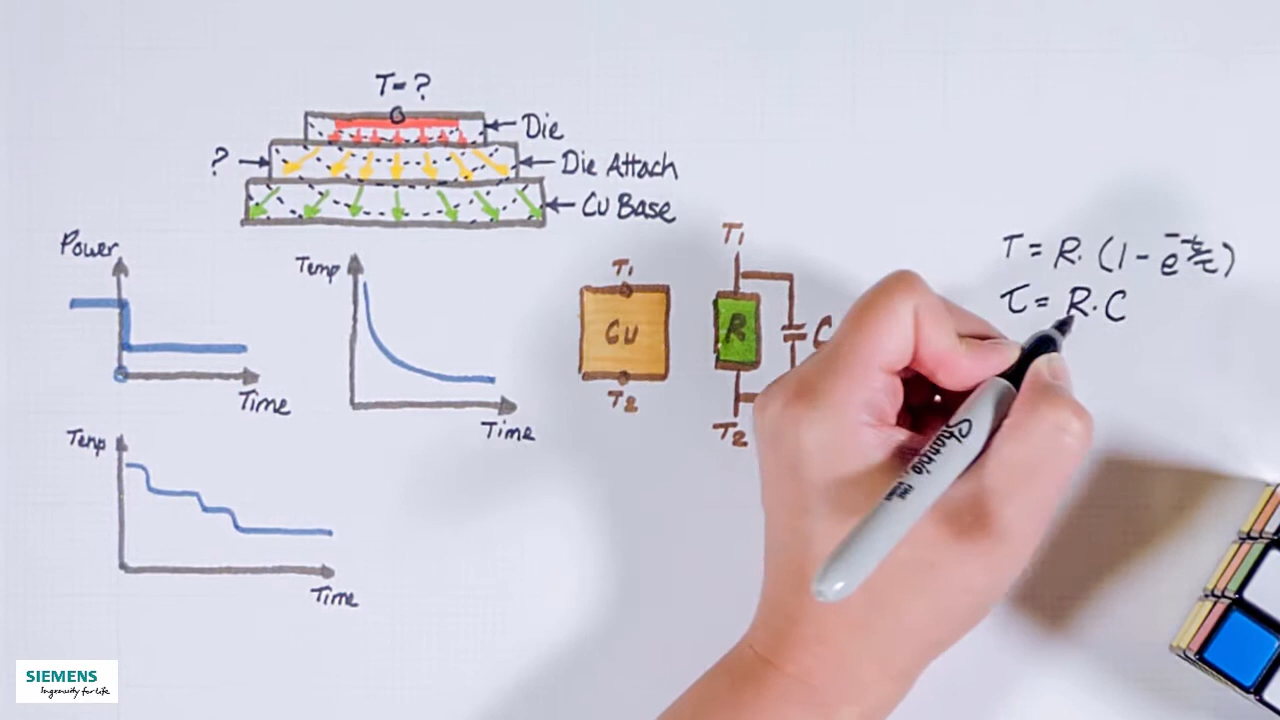 T=?
Die
?
Die Attach
Cu Base
Power
Time
Temp
Time
Temp
Time
T1
Cu
T2
T1
R
C
T2
T = R · (1 - e^-t/τ)
τ = R · C
Sharpie
SIEMENS
Ingenuity for life